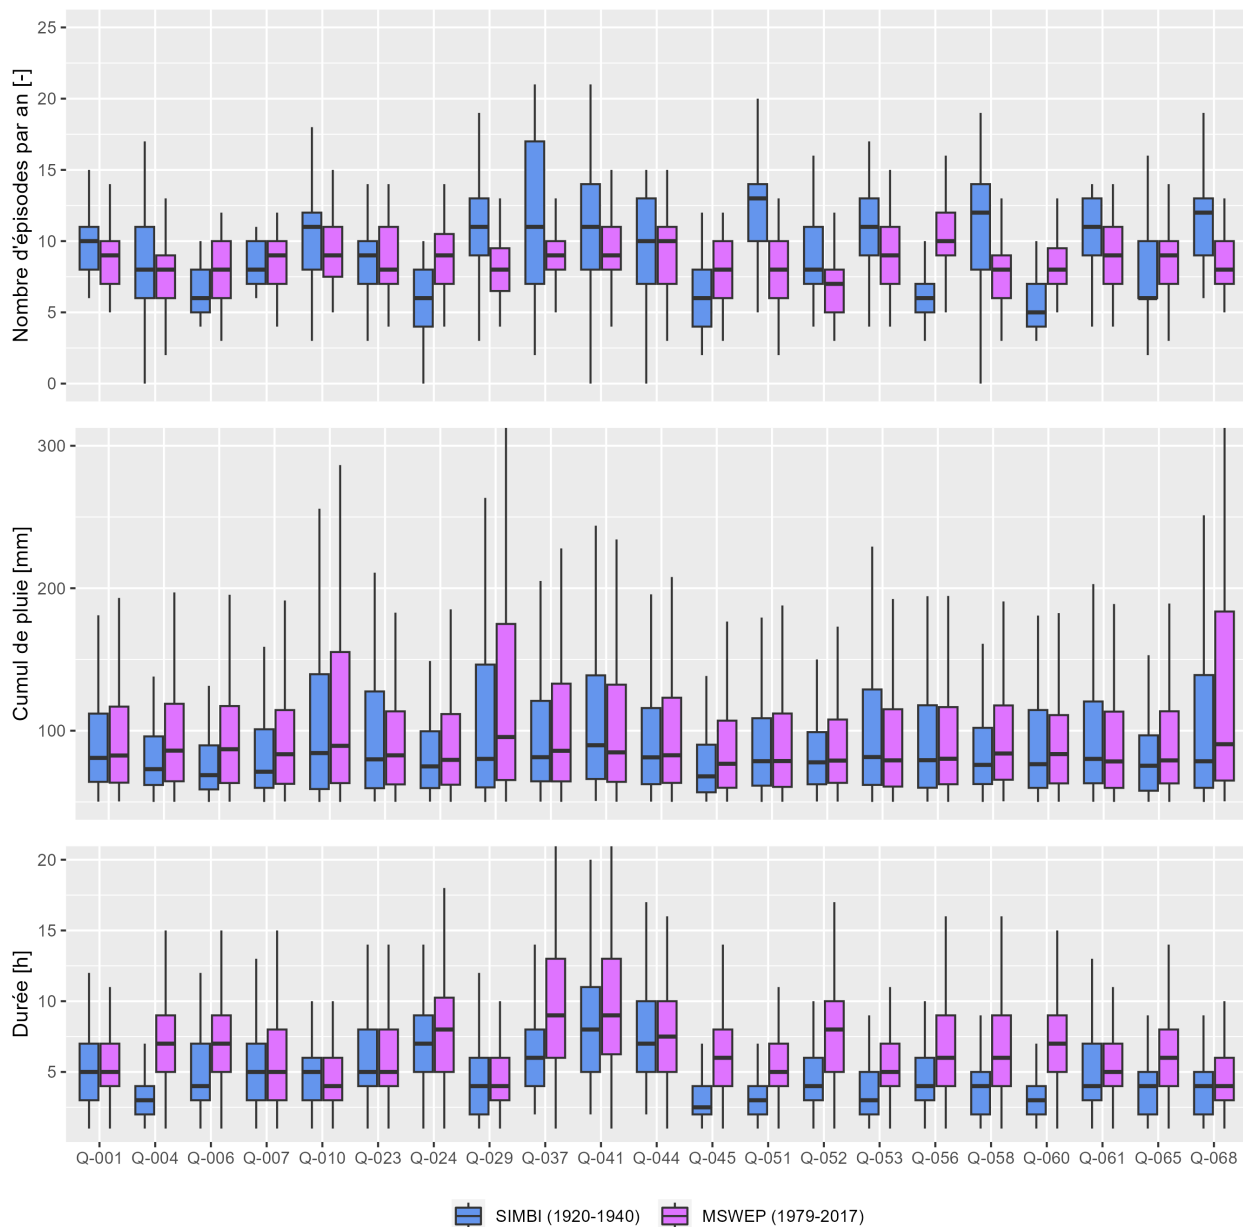 Nombre d'épisodes par an [-]
25
20
15
10
5
0
Cumul de pluie [mm]
300
200
100
Durée [h]
20
15
10
5
Q-001 Q-004 Q-006 Q-007 Q-010 Q-023 Q-024 Q-029 Q-037 Q-041 Q-044 Q-045 Q-051 Q-052 Q-053 Q-056 Q-058 Q-060 Q-061 Q-065 Q-068
SIMBI (1920-1940) MSWEP (1979-2017)